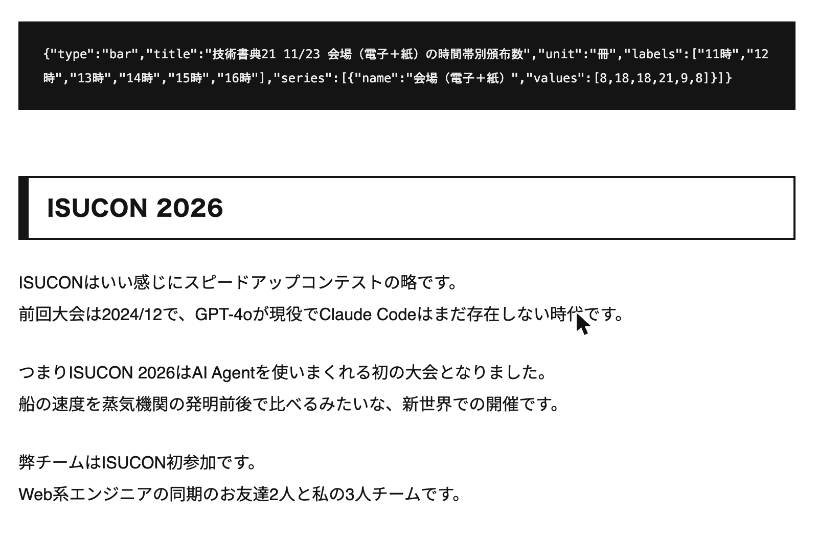 {"type":"bar","title":"技術書典21 11/23 会場（電子＋紙）の時間帯別頒布数","unit":"冊","labels":["11時","12
時","13時","14時","15時","16時"],"series":[{"name":"会場（電子＋紙）","values":[8,18,18,21,9,8]}]}
ISUCON 2026
ISUCONはいい感じにスピードアップコンテストの略です。
前回大会は2024/12で、GPT-4oが現役でClaude Codeはまだ存在しない時代です。
つまりISUCON 2026はAI Agentを使いまくれる初の大会となりました。
船の速度を蒸気機関の発明前後で比べるみたいな、新世界での開催です。
弊チームはISUCON初参加です。
Web系エンジニアの同期のお友達2人と私の3人チームです。